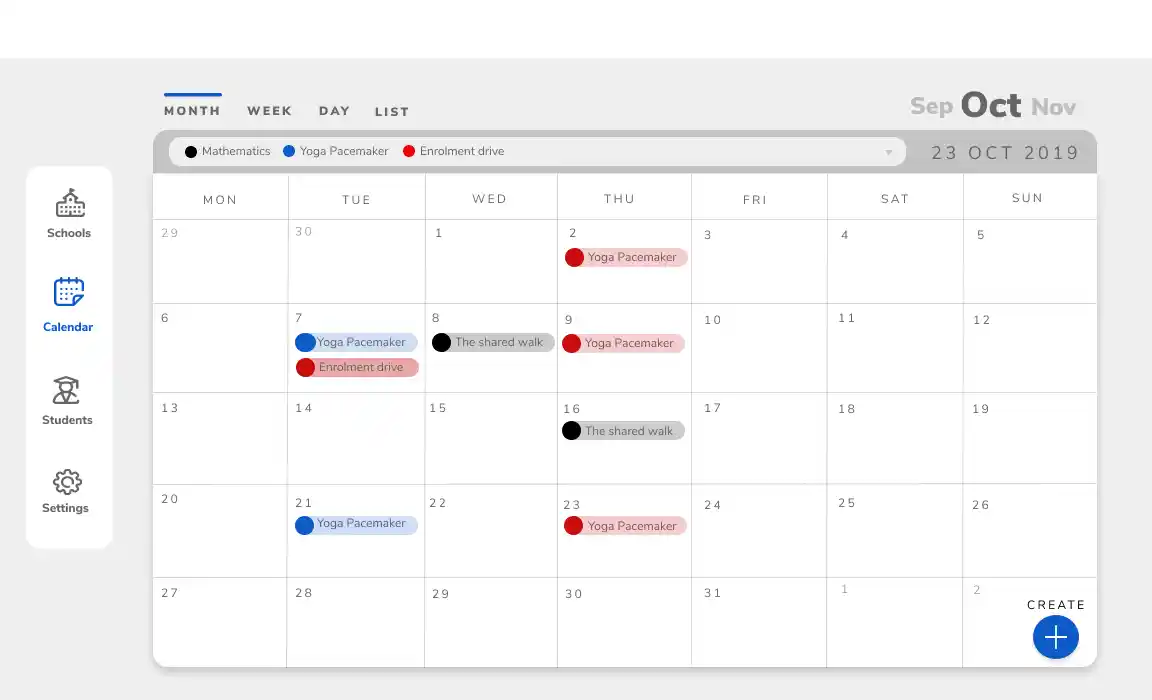 MONTH WEEK DAY LIST
Sep Oct Nov
Mathematics Yoga Pacemaker Enrolment drive
23 OCT 2019
Schools
Calendar
Students
Settings
MON TUE WED THU FRI SAT SUN
29 30 1 2 3 4 5
Yoga Pacemaker
6 7 8 9 10 11 12
Yoga Pacemaker The shared walk Yoga Pacemaker
Enrolment drive
13 14 15 16 17 18 19
The shared walk
20 21 22 23 24 25 26
Yoga Pacemaker Yoga Pacemaker
27 28 29 30 31 1 2
CREATE